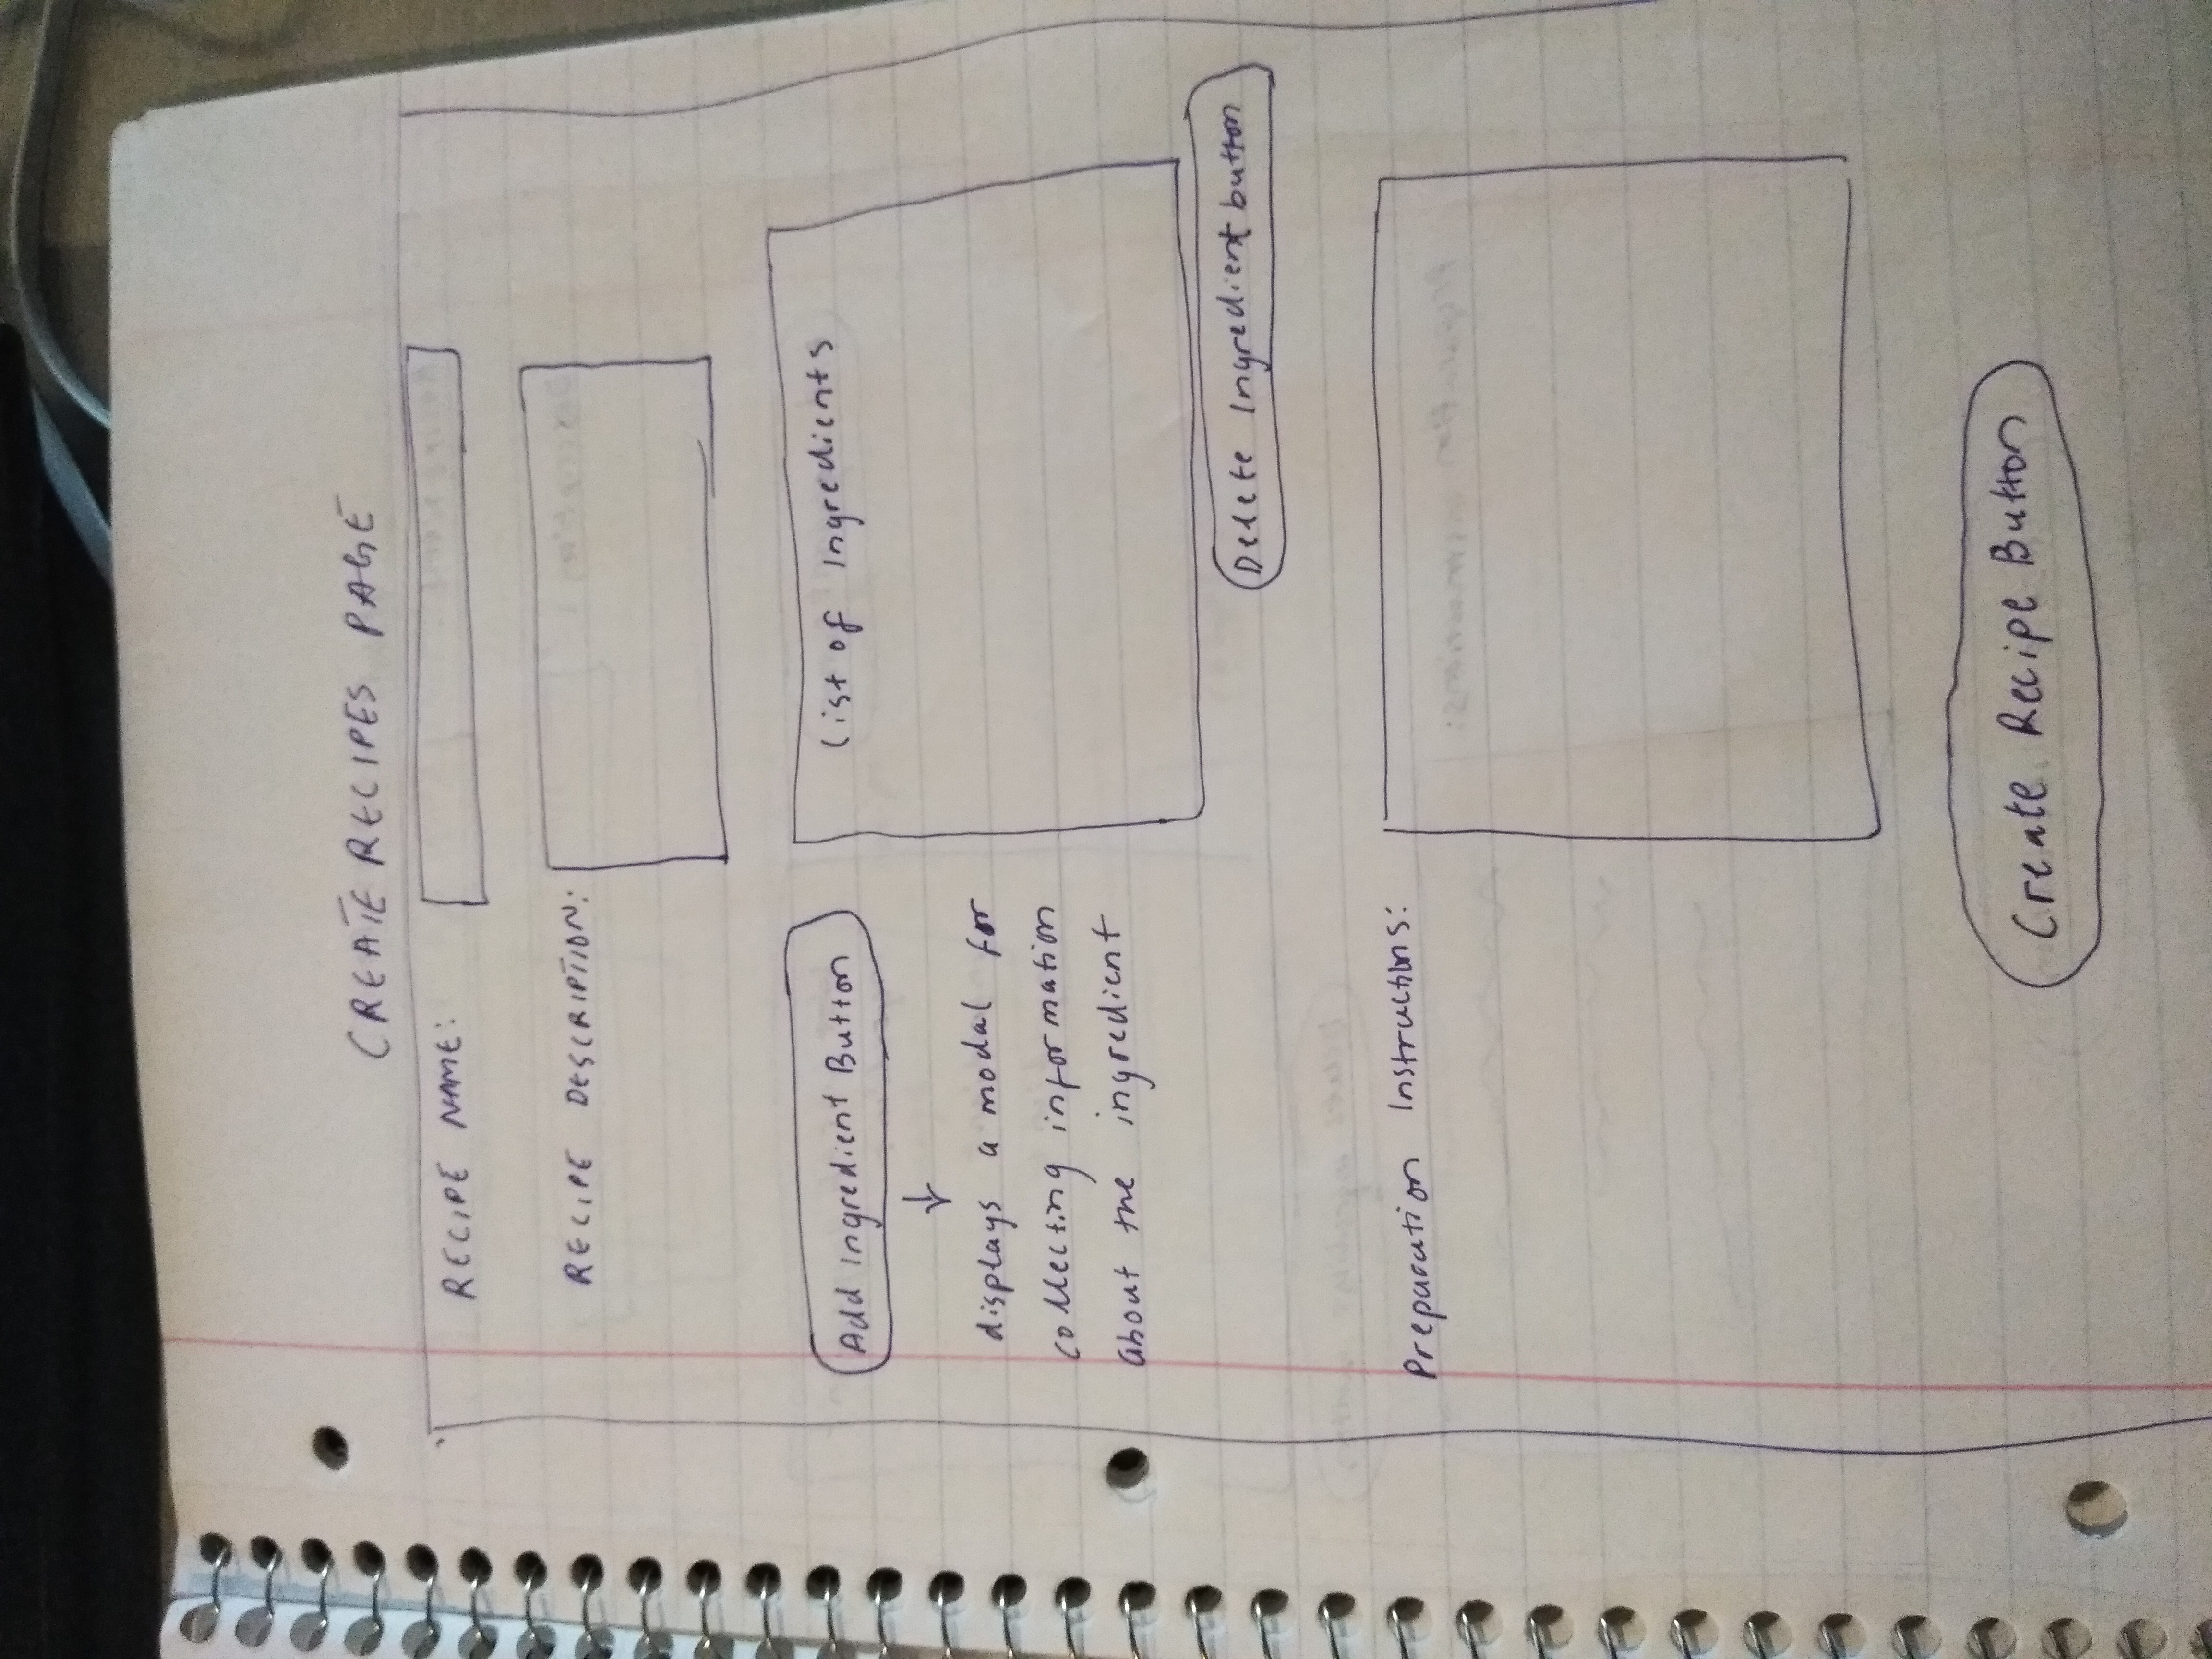 CREATE RECIPES PAGE
RECIPE NAME:
RECIPE DESCRIPTION:
Add Ingredient Button
List of Ingredients
displays a modal for
collecting information
about the ingredient
Delete Ingredient button
Preparation Instructions:
Create Recipe Button